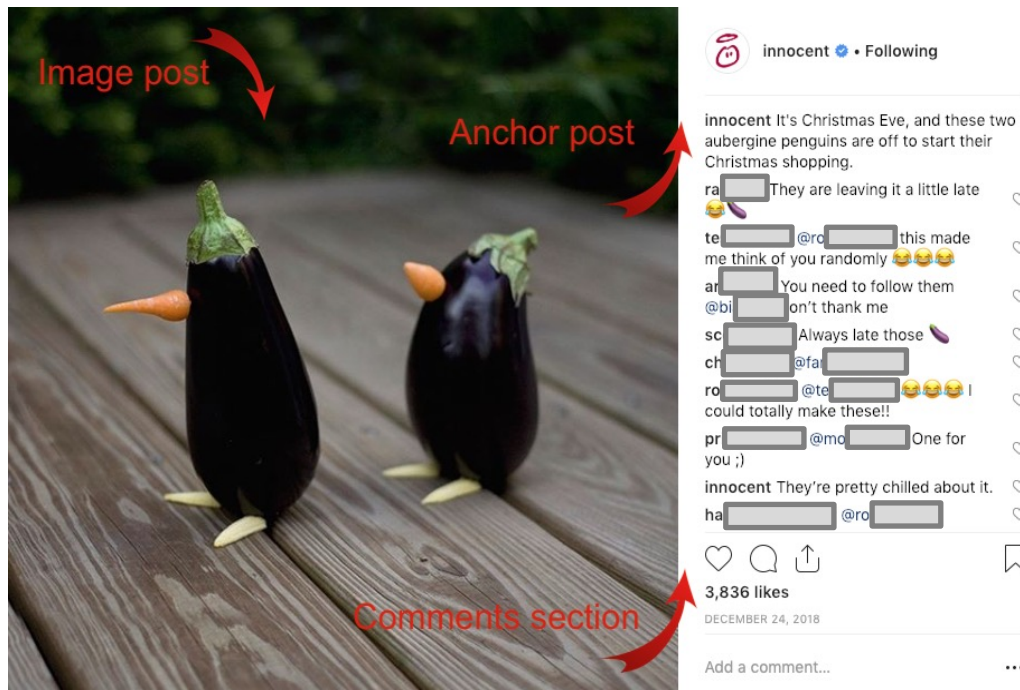 Image post
Anchor post
Comments section
innocent • Following
innocent It's Christmas Eve, and these two
aubergine penguins are off to start their
Christmas shopping.
ra They are leaving it a little late
😂🍆
te @ro this made
me think of you randomly 😂😂😂
ar You need to follow them
@bi on't thank me
sc Always late those 🍆
ch @fa
ro @te 😂😂😂 I
could totally make these!!
pr @mo One for
you ;)
innocent They're pretty chilled about it.
ha @ro
3,836 likes
DECEMBER 24, 2018
Add a comment...